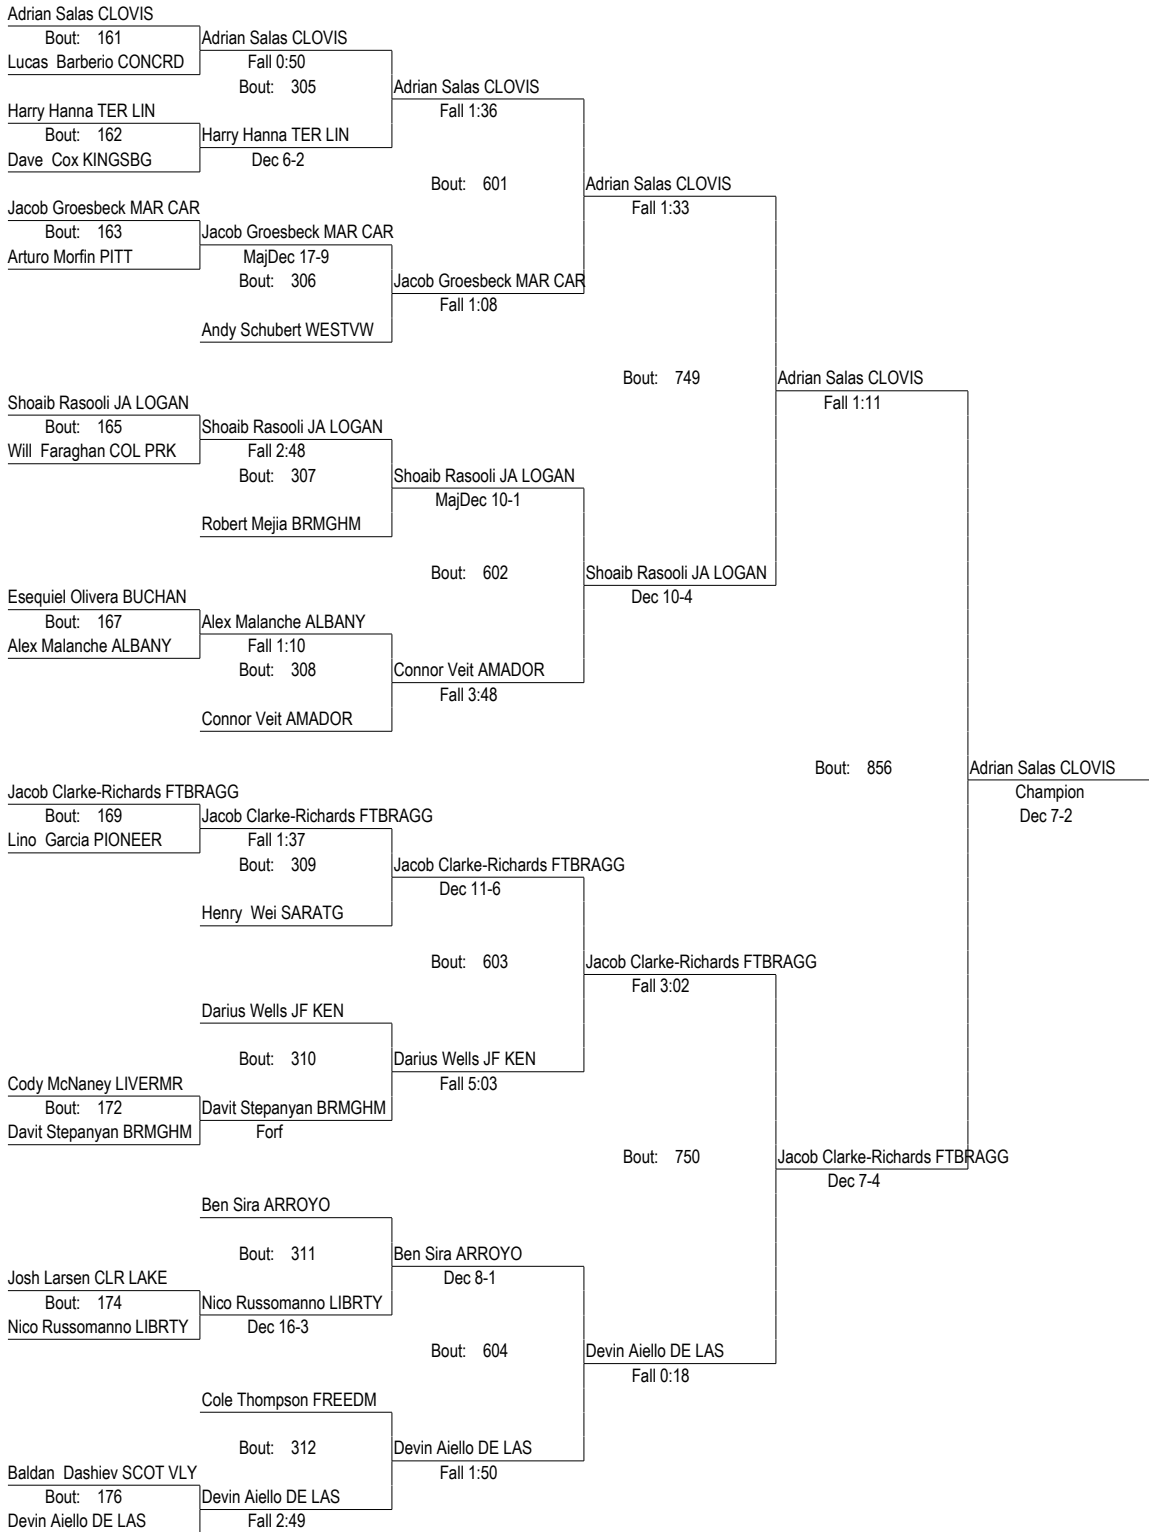 Adrian Salas CLOVIS
Bout: 161
Adrian Salas CLOVIS
Lucas  Barberio CONCRD
Fall 0:50
Bout: 305
Adrian Salas CLOVIS
Harry Hanna TER LIN
Fall 1:36
Bout: 162
Harry Hanna TER LIN
Dave  Cox KINGSBG
Dec 6-2
Bout: 601
Adrian Salas CLOVIS
Jacob Groesbeck MAR CAR
Fall 1:33
Bout: 163
Jacob Groesbeck MAR CAR
Arturo Morfin PITT
MajDec 17-9
Bout: 306
Jacob Groesbeck MAR CAR
Fall 1:08
Andy Schubert WESTVW
Bout: 749
Adrian Salas CLOVIS
Shoaib Rasooli JA LOGAN
Fall 1:11
Bout: 165
Shoaib Rasooli JA LOGAN
Will  Faraghan COL PRK
Fall 2:48
Bout: 307
Shoaib Rasooli JA LOGAN
MajDec 10-1
Robert Mejia BRMGHM
Bout: 602
Shoaib Rasooli JA LOGAN
Esequiel Olivera BUCHAN
Dec 10-4
Bout: 167
Alex Malanche ALBANY
Alex Malanche ALBANY
Fall 1:10
Bout: 308
Connor Veit AMADOR
Fall 3:48
Connor Veit AMADOR
Bout: 856
Adrian Salas CLOVIS
Jacob Clarke-Richards FTBRAGG
Champion
Bout: 169
Jacob Clarke-Richards FTBRAGG
Dec 7-2
Lino  Garcia PIONEER
Fall 1:37
Bout: 309
Jacob Clarke-Richards FTBRAGG
Dec 11-6
Henry  Wei SARATG
Bout: 603
Jacob Clarke-Richards FTBRAGG
Fall 3:02
Darius Wells JF KEN
Bout: 310
Darius Wells JF KEN
Cody McNaney LIVERMR
Fall 5:03
Bout: 172
Davit Stepanyan BRMGHM
Davit Stepanyan BRMGHM
Forf
Bout: 750
Jacob Clarke-Richards FTBRAGG
Dec 7-4
Ben Sira ARROYO
Bout: 311
Ben Sira ARROYO
Josh Larsen CLR LAKE
Dec 8-1
Bout: 174
Nico Russomanno LIBRTY
Nico Russomanno LIBRTY
Dec 16-3
Bout: 604
Devin Aiello DE LAS
Fall 0:18
Cole Thompson FREEDM
Bout: 312
Devin Aiello DE LAS
Baldan  Dashiev SCOT VLY
Fall 1:50
Bout: 176
Devin Aiello DE LAS
Devin Aiello DE LAS
Fall 2:49